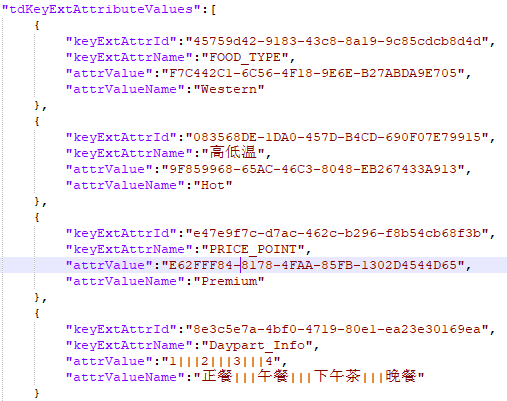 "tdKeyExtAttributeValues":[
{
"keyExtAttrId":"45759d42-9183-43c8-8a19-9c85cdcb8d4d",
"keyExtAttrName":"FOOD_TYPE",
"attrValue":"F7C442C1-6C56-4F18-9E6E-B27ABDA9E705",
"attrValueName":"Western"
},
{
"keyExtAttrId":"083568DE-1DA0-457D-B4CD-690F07E79915",
"keyExtAttrName":"高低温",
"attrValue":"9F859968-65AC-46C3-8048-EB267433A913",
"attrValueName":"Hot"
},
{
"keyExtAttrId":"e47e9f7c-d7ac-462c-b296-f8b54cb68f3b",
"keyExtAttrName":"PRICE_POINT",
"attrValue":"E62FFF84-8178-4FAA-85FB-1302D4544D65",
"attrValueName":"Premium"
},
{
"keyExtAttrId":"8e3c5e7a-4bf0-4719-80e1-ea23e30169ea",
"keyExtAttrName":"Daypart_Info",
"attrValue":"1|||2|||3|||4",
"attrValueName":"正餐|||午餐|||下午茶|||晚餐"
}